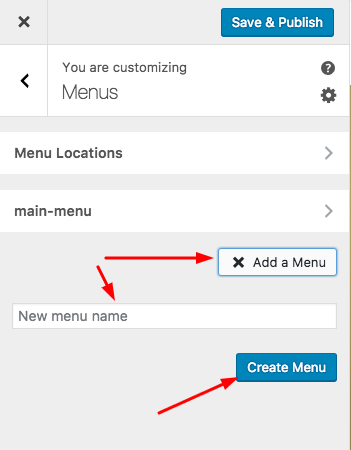 Save & Publish
You are customizing
Menus
Menu Locations
main-menu
Add a Menu
New menu name
Create Menu